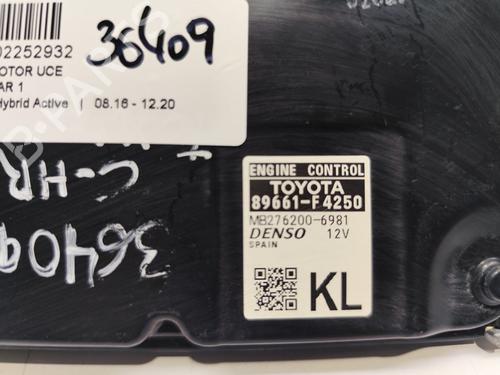 02252932
OTOR UCE
AR 1
Hybrid Active | 08.16 - 12.20
36409
C-HR
36409
ENGINE CONTROL
TOYOTA
89661-F4250
MB276200-6981
DENSO 12V
SPAIN
KL